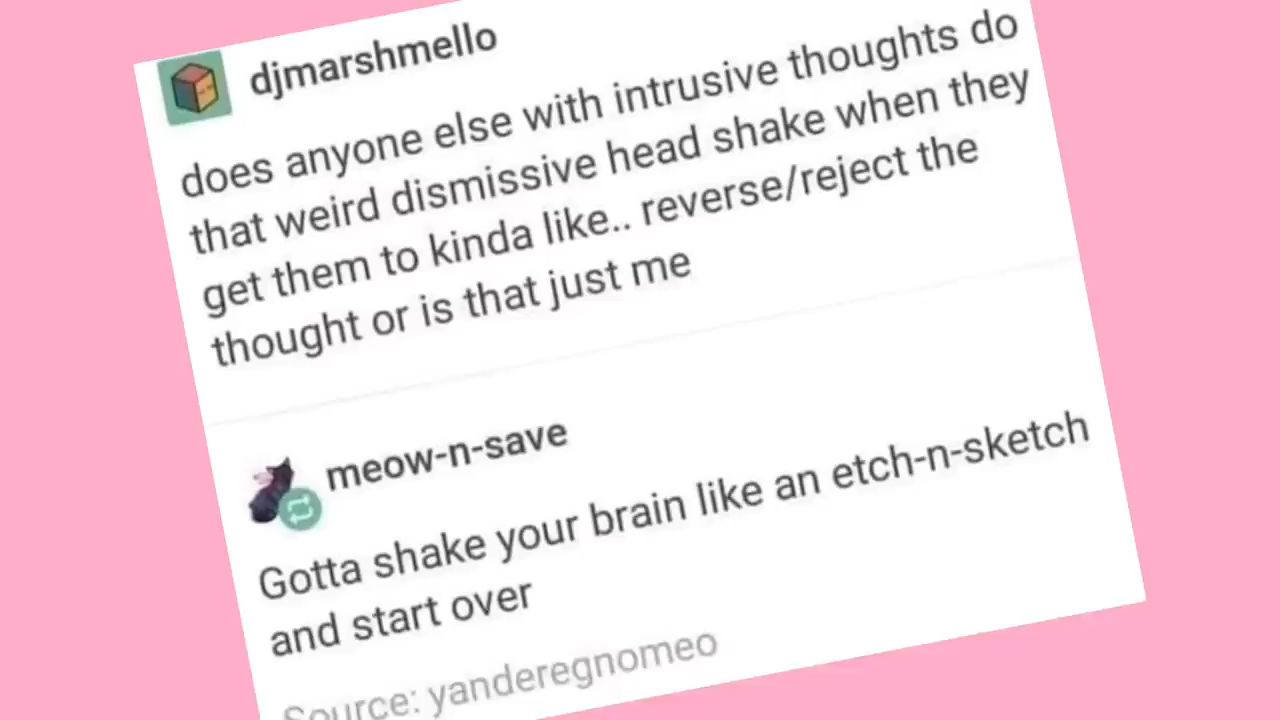 djmarshmello
does anyone else with intrusive thoughts do
that weird dismissive head shake when they
get them to kinda like.. reverse/reject the
thought or is that just me
meow-n-save
Gotta shake your brain like an etch-n-sketch
and start over
Source: yanderegnomeo